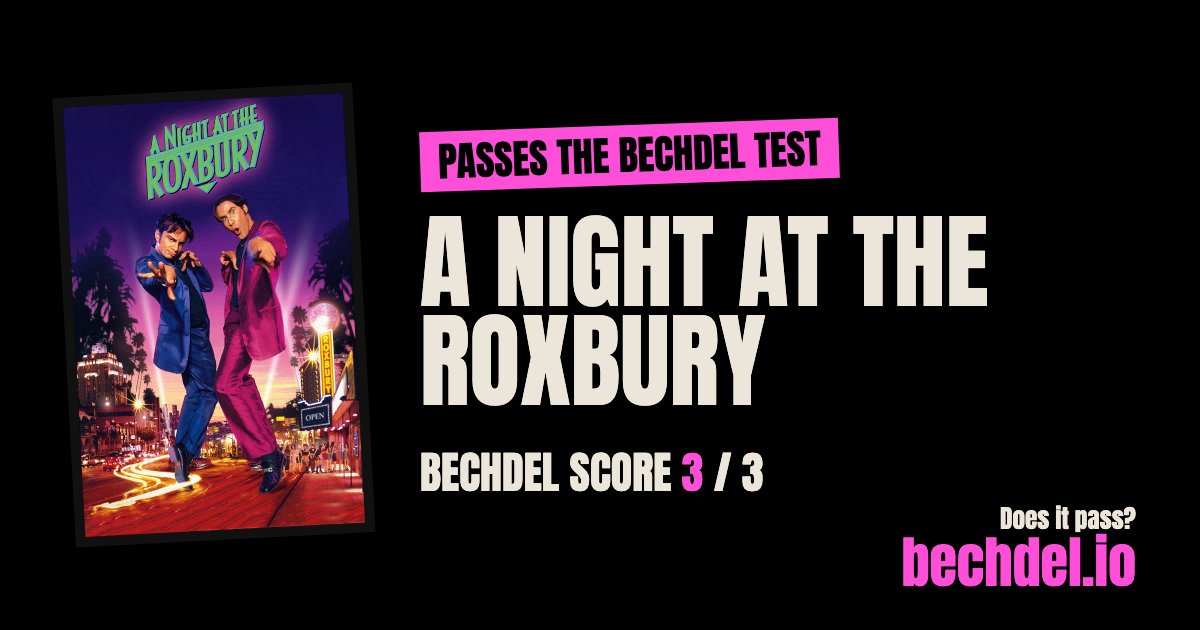 A NIGHT AT THE
ROXBURY
ROXBURY
OPEN
PASSES THE BECHDEL TEST
A NIGHT AT THE
ROXBURY
BECHDEL SCORE 3 / 3
Does it pass?
bechdel.io